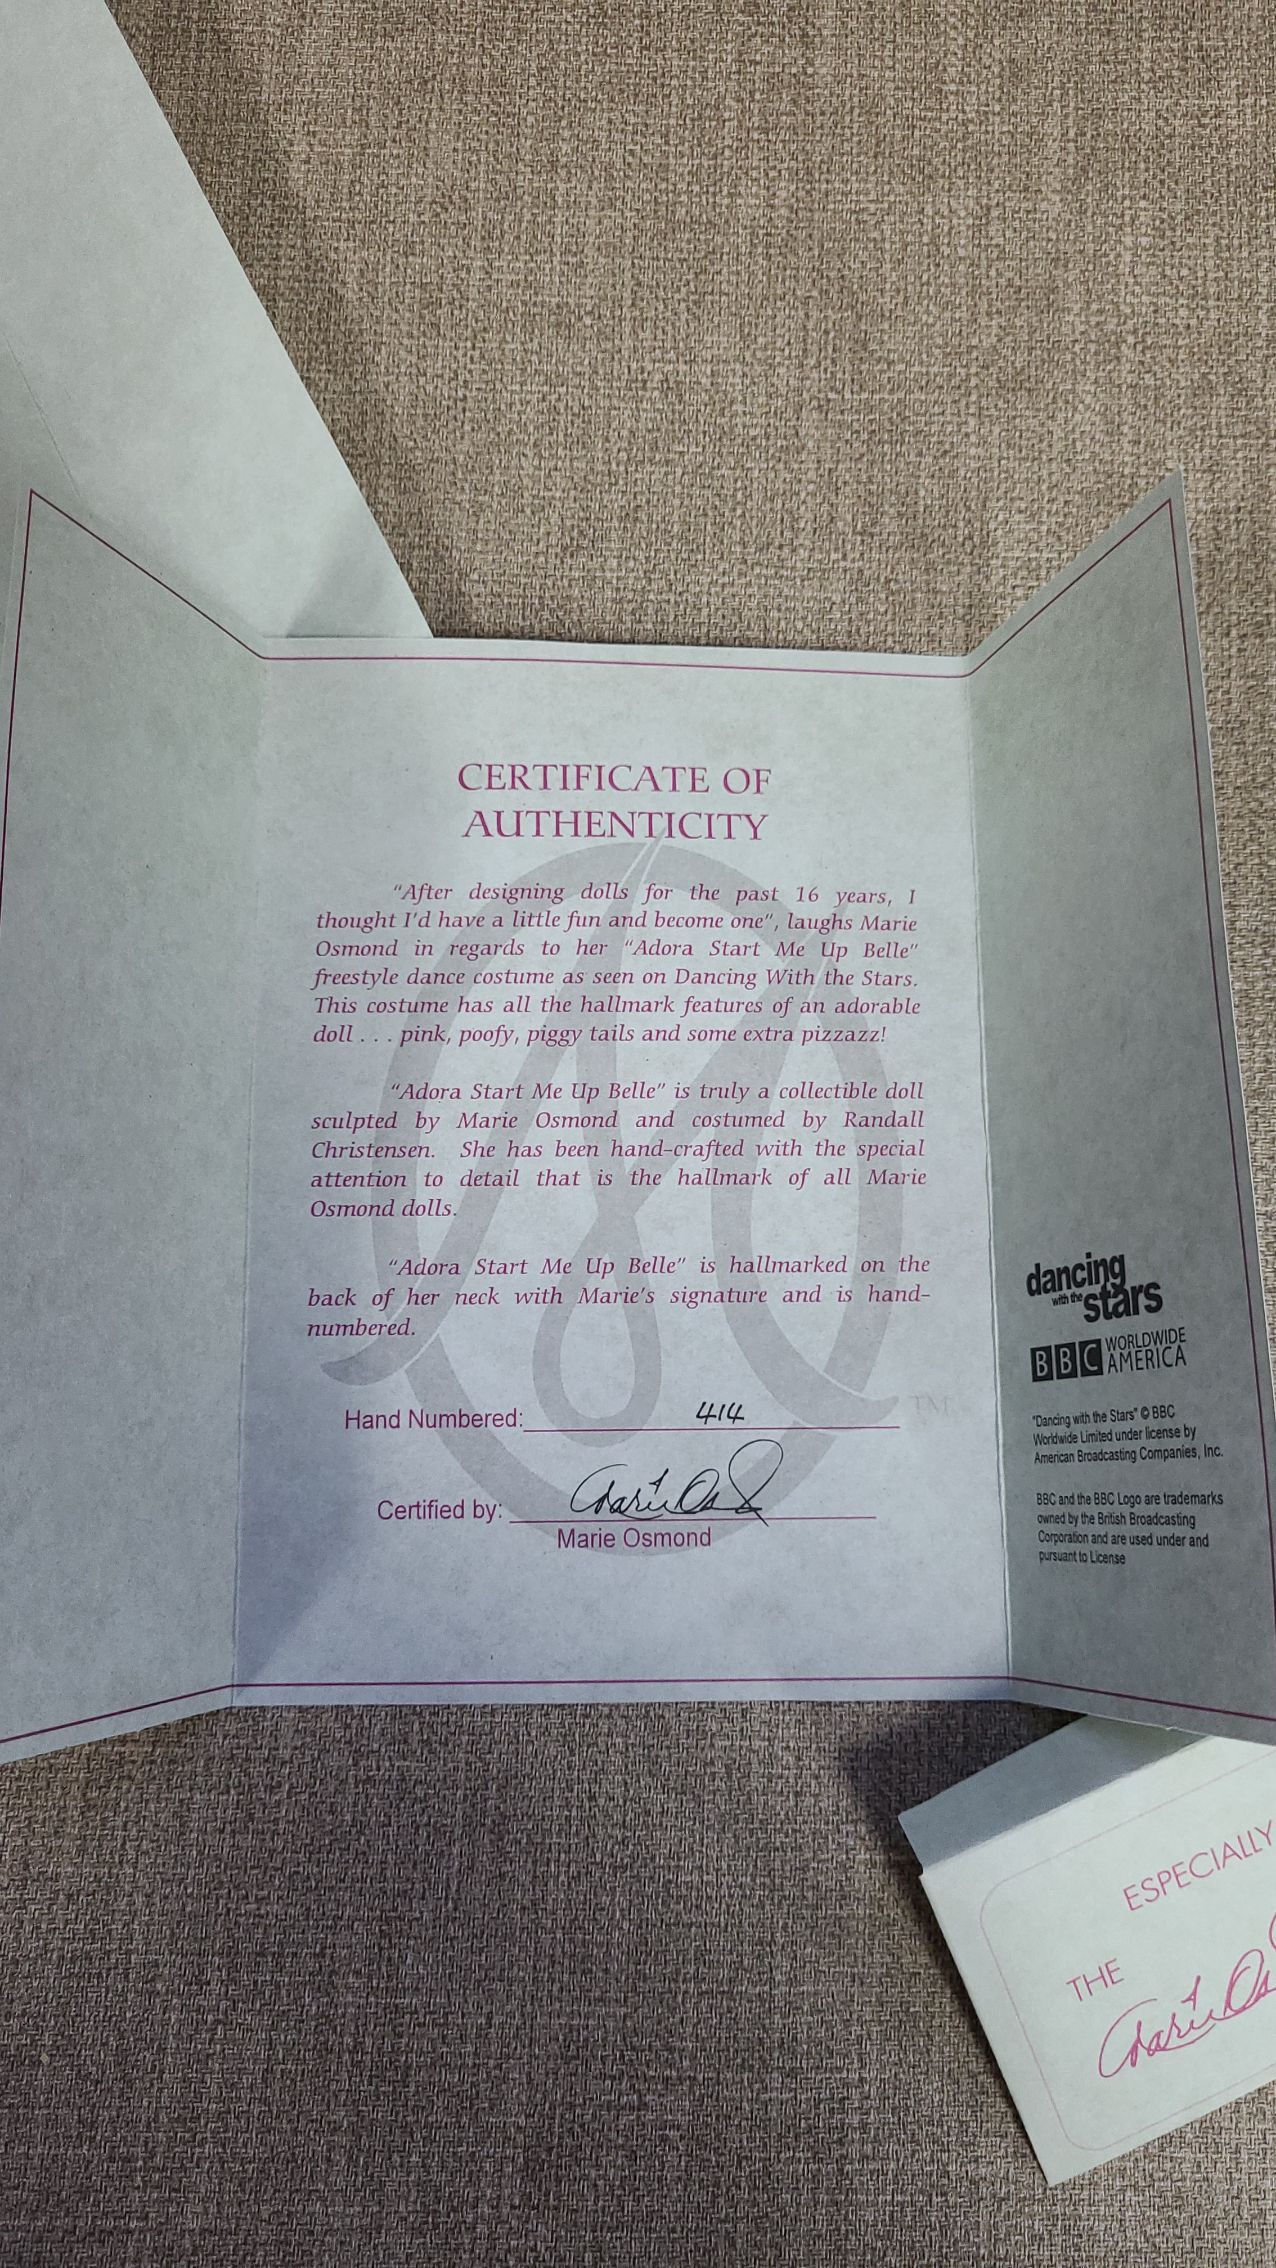 CERTIFICATE OF
AUTHENTICITY
"After designing dolls for the past 16 years, I
thought I'd have a little fun and become one", laughs Marie
Osmond in regards to her "Adora Start Me Up Belle"
freestyle dance costume as seen on Dancing With the Stars.
This costume has all the hallmark features of an adorable
doll . . . pink, poofy, piggy tails and some extra pizzazz!
"Adora Start Me Up Belle" is truly a collectible doll
sculpted by Marie Osmond and costumed by Randall
Christensen. She has been hand-crafted with the special
attention to detail that is the hallmark of all Marie
Osmond dolls.
"Adora Start Me Up Belle" is hallmarked on the
back of her neck with Marie's signature and is hand-
numbered.
TM
Hand Numbered: 414
Certified by: Marie Osmond
Marie Osmond
dancing
with the stars
BBC WORLDWIDE
AMERICA
"Dancing with the Stars" © BBC
Worldwide Limited under license by
American Broadcasting Companies, Inc.
BBC and the BBC Logo are trademarks
owned by the British Broadcasting
Corporation and are used under and
pursuant to License
ESPECIALLY
THE
Marie Os